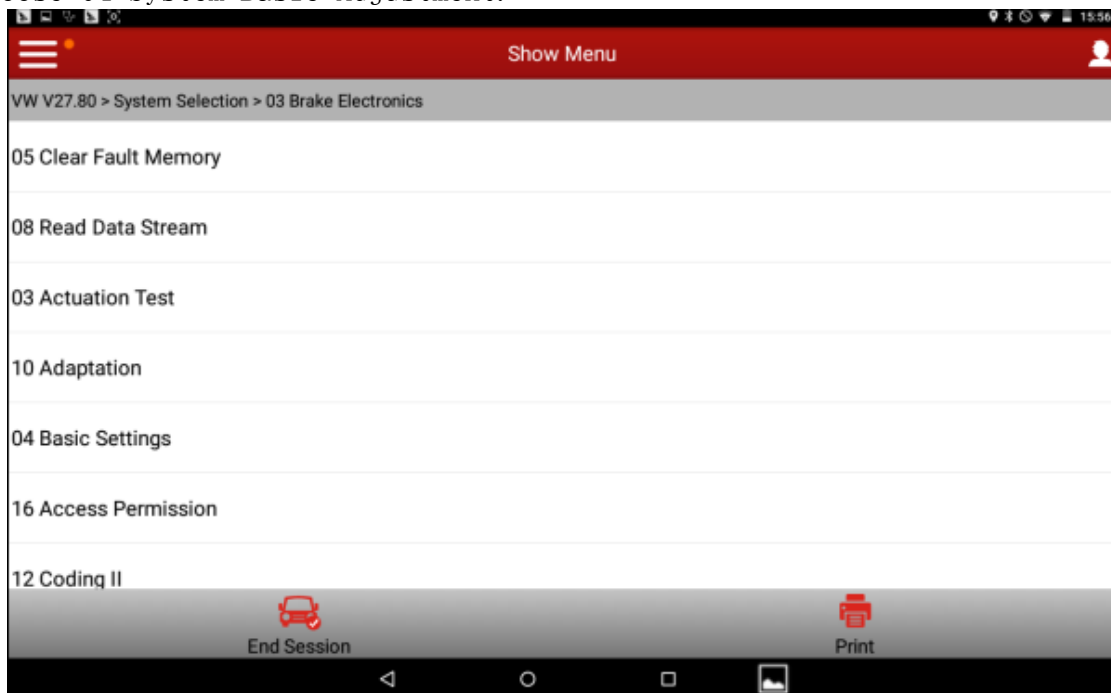 15:56
Show Menu
VW V27.80 > System Selection > 03 Brake Electronics
05 Clear Fault Memory
08 Read Data Stream
03 Actuation Test
10 Adaptation
04 Basic Settings
16 Access Permission
12 Coding II
End Session
Print